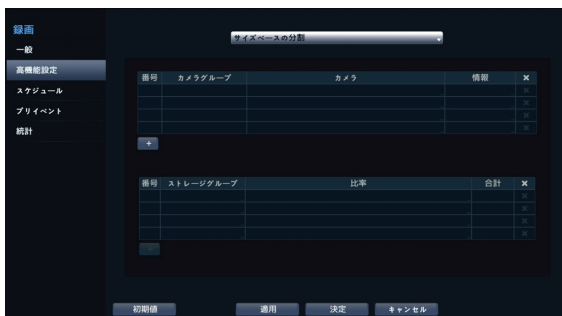 録画
サイズベースの分割
一般
高機能設定
スケジュール
プリイベント
統計
番号 カメラグループ カメラ 情報 ×
+
番号 ストレージグループ 比率 合計 ×
初期値 適用 決定 キャンセル